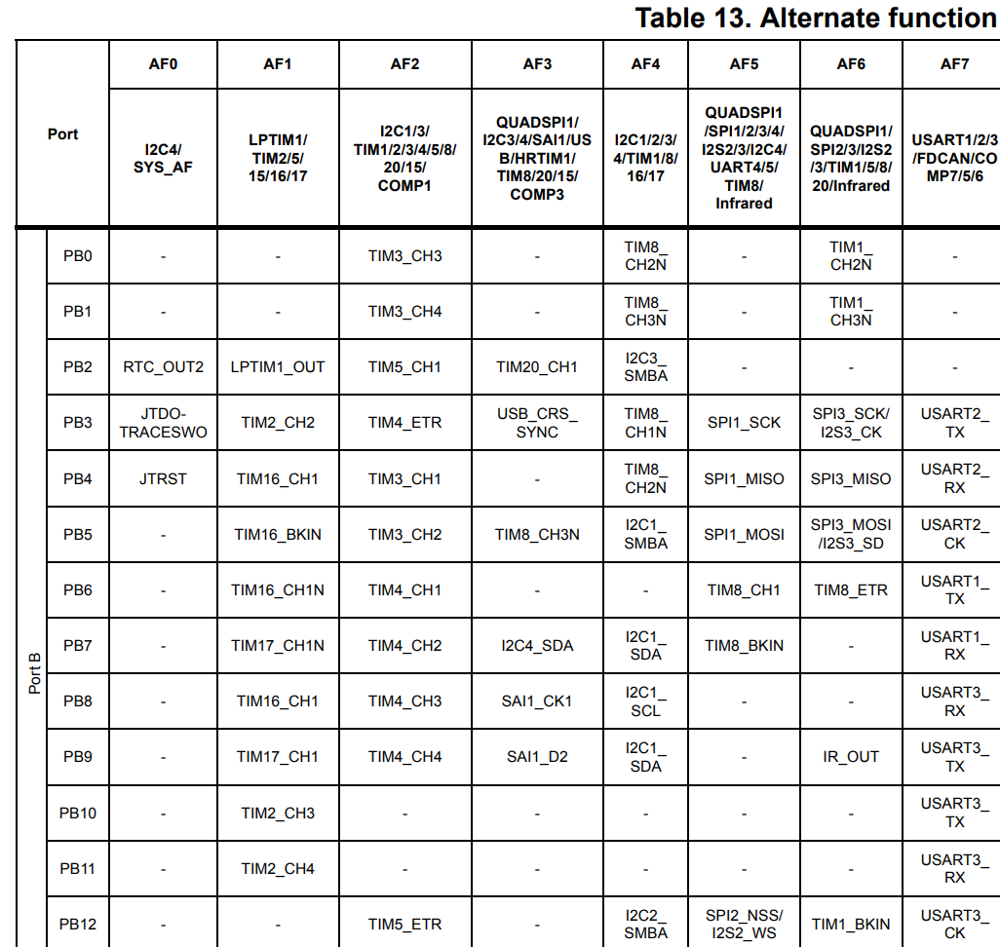 Table 13. Alternate function
Port
AF0
AF1
AF2
AF3
AF4
AF5
AF6
AF7
I2C4/
SYS_AF
LPTIM1/
TIM2/5/
15/16/17
I2C1/3/
TIM1/2/3/4/5/8/
20/15/
COMP1
QUADSPI1/
I2C3/4/SAI1/US
B/HRTIM1/
TIM8/20/15/
COMP3
I2C1/2/3/
4/TIM1/8/
16/17
QUADSPI1
/SPI1/2/3/4/
I2S2/3/I2C4/
UART4/5/
TIM8/
Infrared
QUADSPI1/
SPI2/3/I2S2
/3/TIM1/5/8/
20/Infrared
USART1/2/3
/FDCAN/CO
MP7/5/6
Port B
PB0
-
-
TIM3_CH3
-
TIM8_
CH2N
-
TIM1_
CH2N
-
PB1
-
-
TIM3_CH4
-
TIM8_
CH3N
-
TIM1_
CH3N
-
PB2
RTC_OUT2
LPTIM1_OUT
TIM5_CH1
TIM20_CH1
I2C3_
SMBA
-
-
-
PB3
JTDO-
TRACESWO
TIM2_CH2
TIM4_ETR
USB_CRS_
SYNC
TIM8_
CH1N
SPI1_SCK
SPI3_SCK/
I2S3_CK
USART2_
TX
PB4
JTRST
TIM16_CH1
TIM3_CH1
-
TIM8_
CH2N
SPI1_MISO
SPI3_MISO
USART2_
RX
PB5
-
TIM16_BKIN
TIM3_CH2
TIM8_CH3N
I2C1_
SMBA
SPI1_MOSI
SPI3_MOSI
/I2S3_SD
USART2_
CK
PB6
-
TIM16_CH1N
TIM4_CH1
-
-
TIM8_CH1
TIM8_ETR
USART1_
TX
PB7
-
TIM17_CH1N
TIM4_CH2
I2C4_SDA
I2C1_
SDA
TIM8_BKIN
-
USART1_
RX
PB8
-
TIM16_CH1
TIM4_CH3
SAI1_CK1
I2C1_
SCL
-
-
USART3_
RX
PB9
-
TIM17_CH1
TIM4_CH4
SAI1_D2
I2C1_
SDA
-
IR_OUT
USART3_
TX
PB10
-
TIM2_CH3
-
-
-
-
-
USART3_
TX
PB11
-
TIM2_CH4
-
-
-
-
-
USART3_
RX
PB12
-
-
TIM5_ETR
-
I2C2_
SMBA
SPI2_NSS/
I2S2_WS
TIM1_BKIN
USART3_
CK